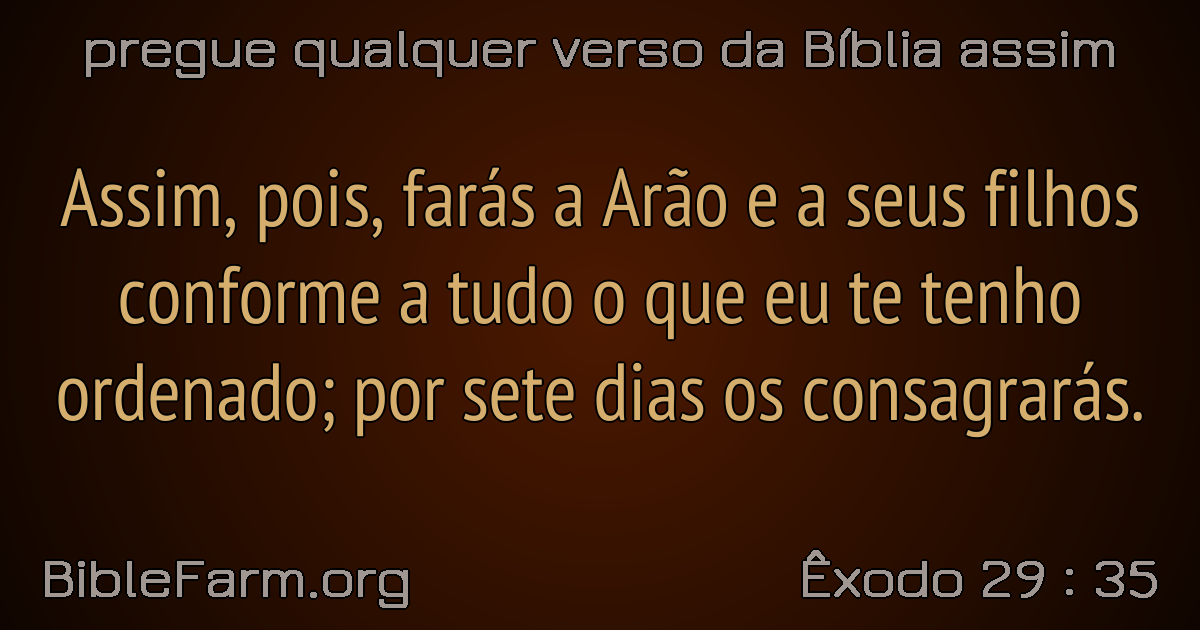 pregue qualquer verso da Bíblia assim
Assim, pois, farás a Arão e a seus filhos
conforme a tudo o que eu te tenho
ordenado; por sete dias os consagrarás.
BibleFarm.org
Êxodo 29 : 35